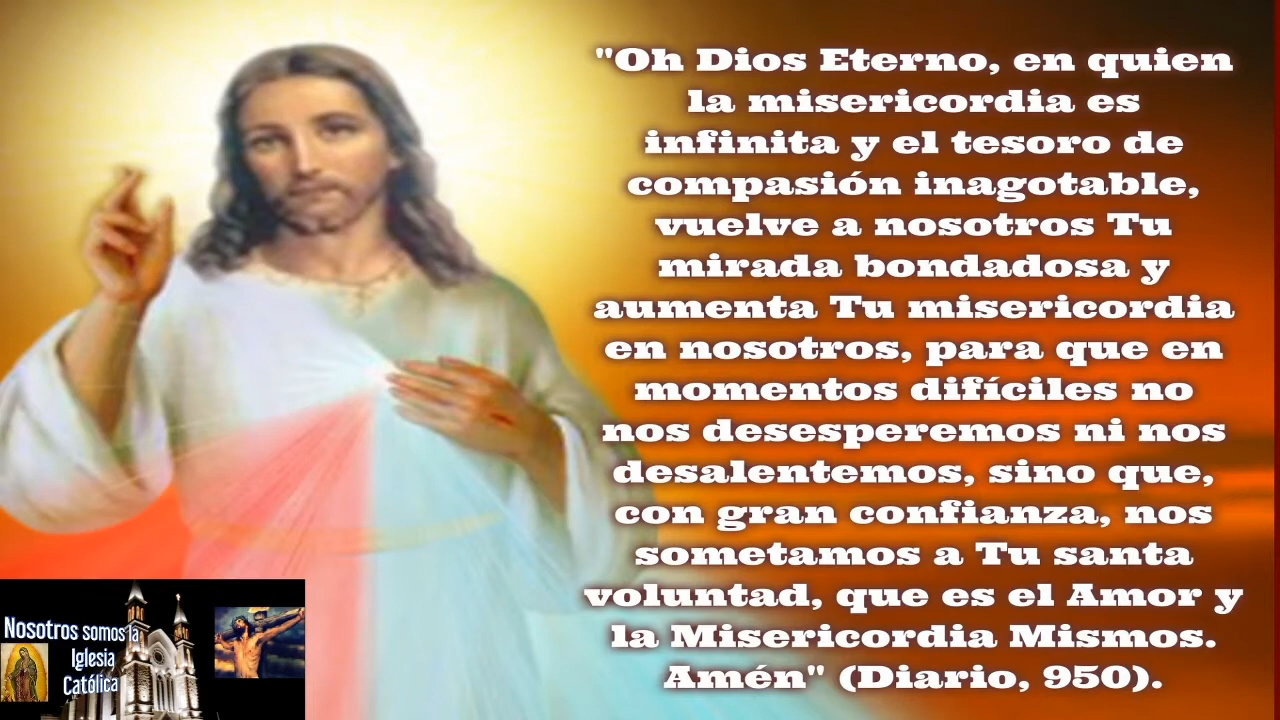 "Oh Dios Eterno, en quien
la misericordia es
infinita y el tesoro de
compasión inagotable,
vuelve a nosotros Tu
mirada bondadosa y
aumenta Tu misericordia
en nosotros, para que en
momentos difíciles no
nos desesperemos ni nos
desalentemos, sino que,
con gran confianza, nos
sometamos a Tu santa
voluntad, que es el Amor y
la Misericordia Mismos.
Amén" (Diario, 950).
Nosotros somos la
Iglesia
Católica